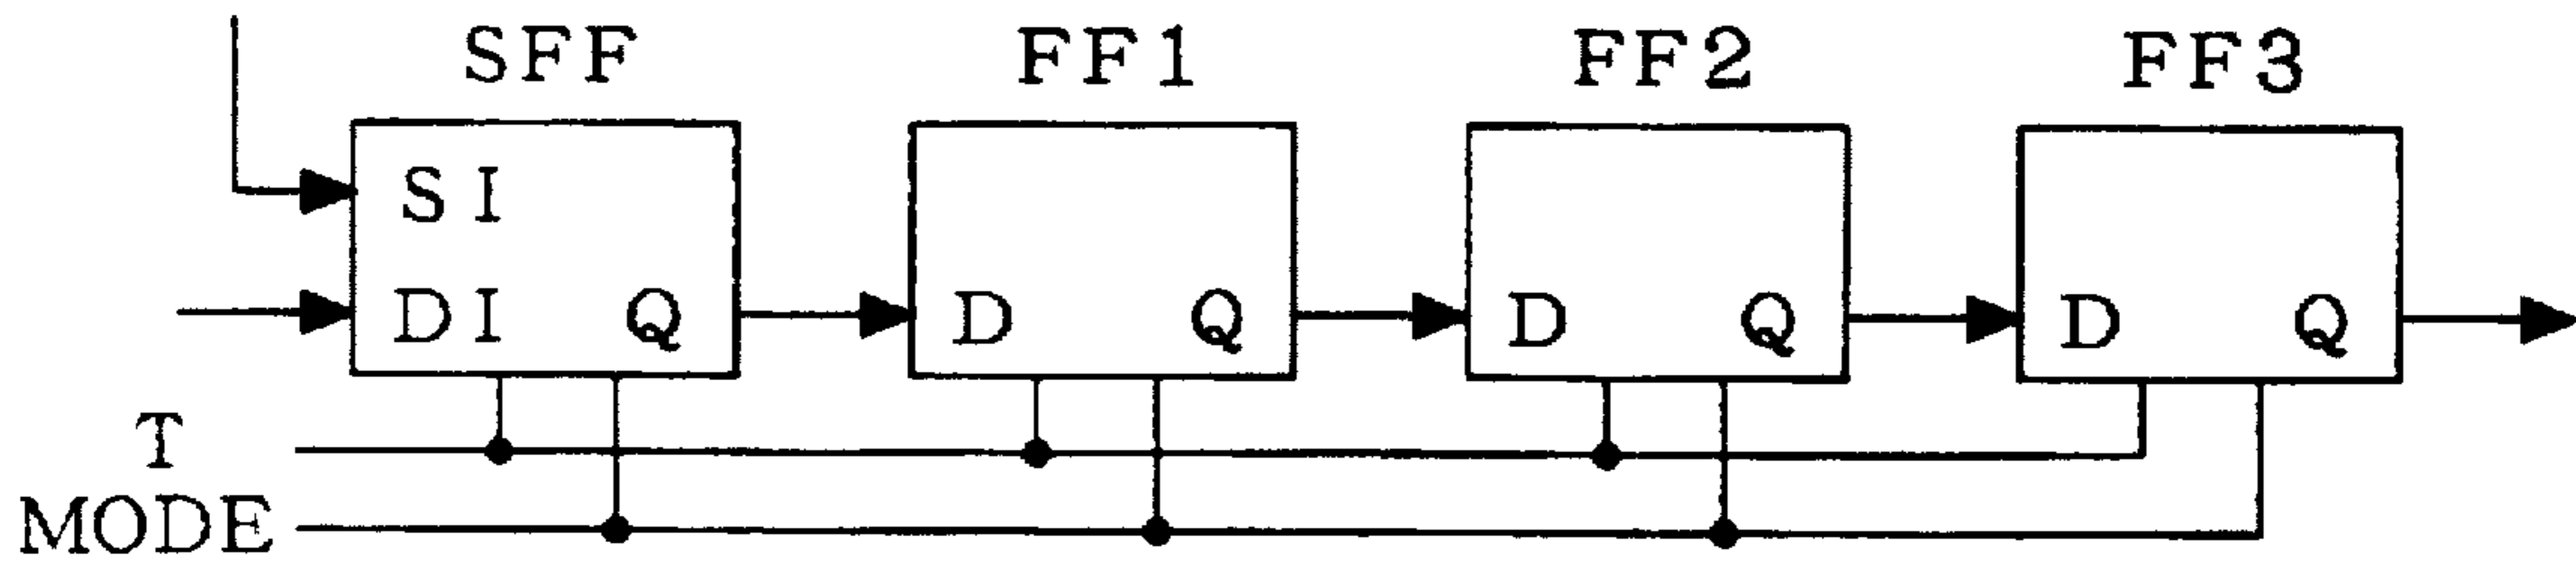 SFF FF1 FF2 FF3
SI
DI Q D Q D Q D Q
T
MODE